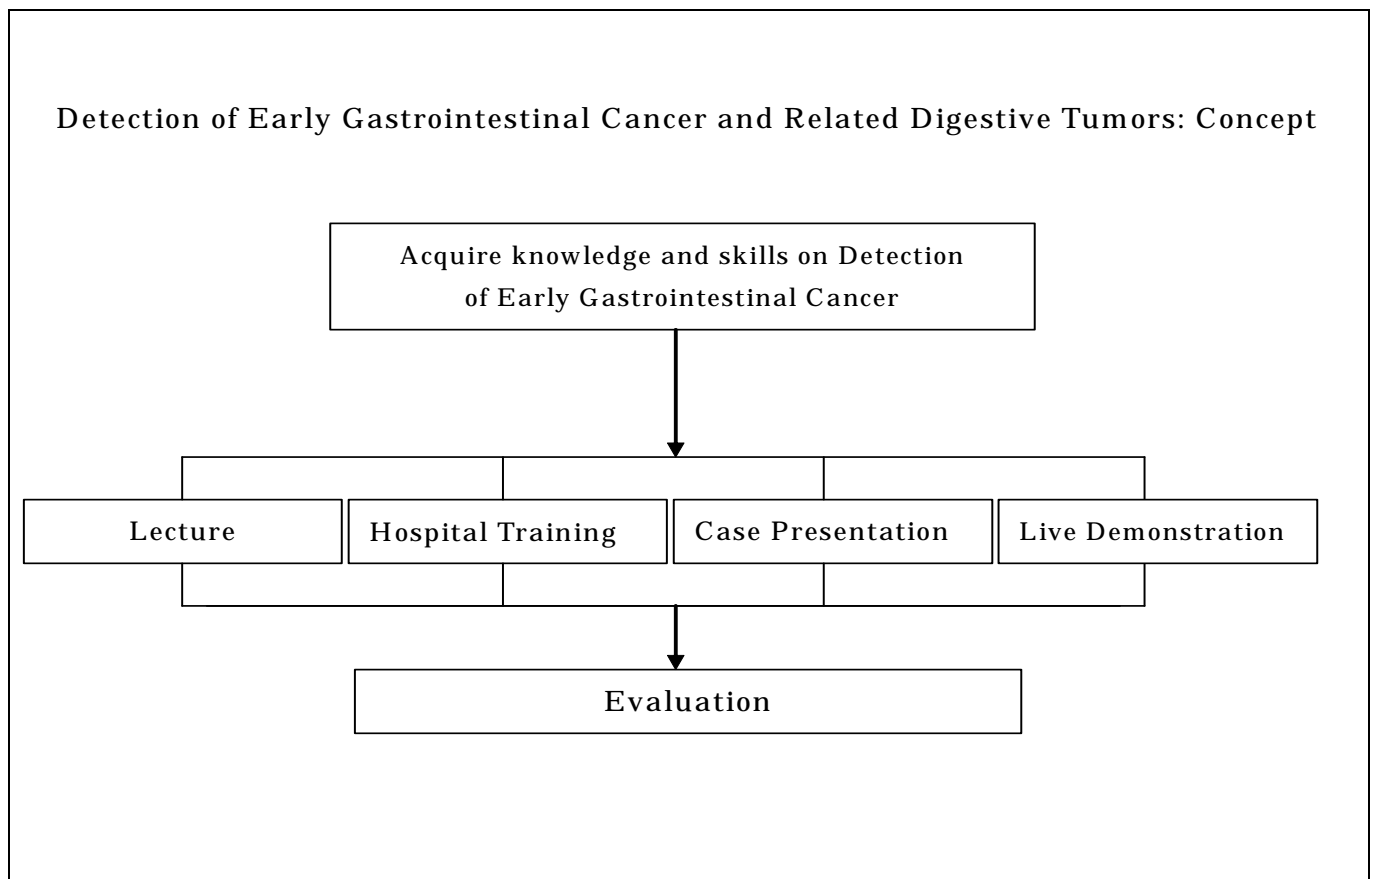 Detection of Early Gastrointestinal Cancer and Related Digestive Tumors: Concept
Acquire knowledge and skills on Detection
of Early Gastrointestinal Cancer
Lecture
Hospital Training
Case Presentation
Live Demonstration
Evaluation